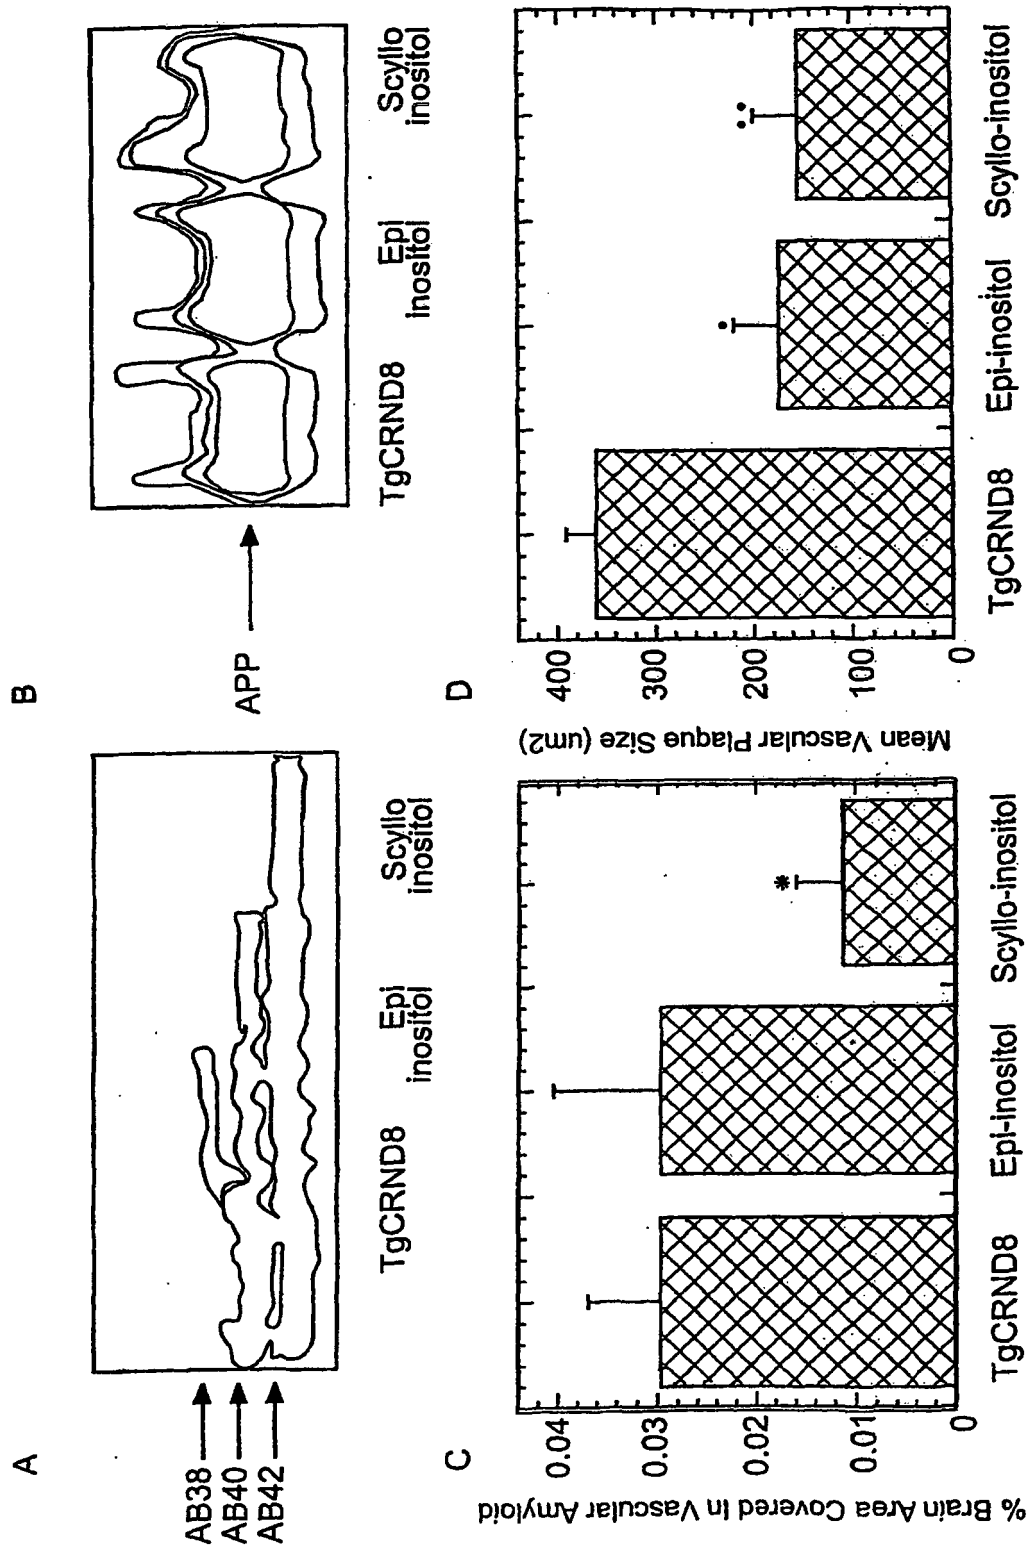 A
AB38
AB40
AB42
TgCRND8
Epi
inositol
Scyllo
inositol
B
APP
TgCRND8
Epi
inositol
Scyllo
inositol
C
% Brain Area Covered In Vascular Amyloid
0.04
0.03
0.02
0.01
0
*
TgCRND8
Epi-inositol
Scyllo-inositol
D
Mean Vascular Plaque Size (um2)
400
300
200
100
0
TgCRND8
Epi-inositol
Scyllo-inositol